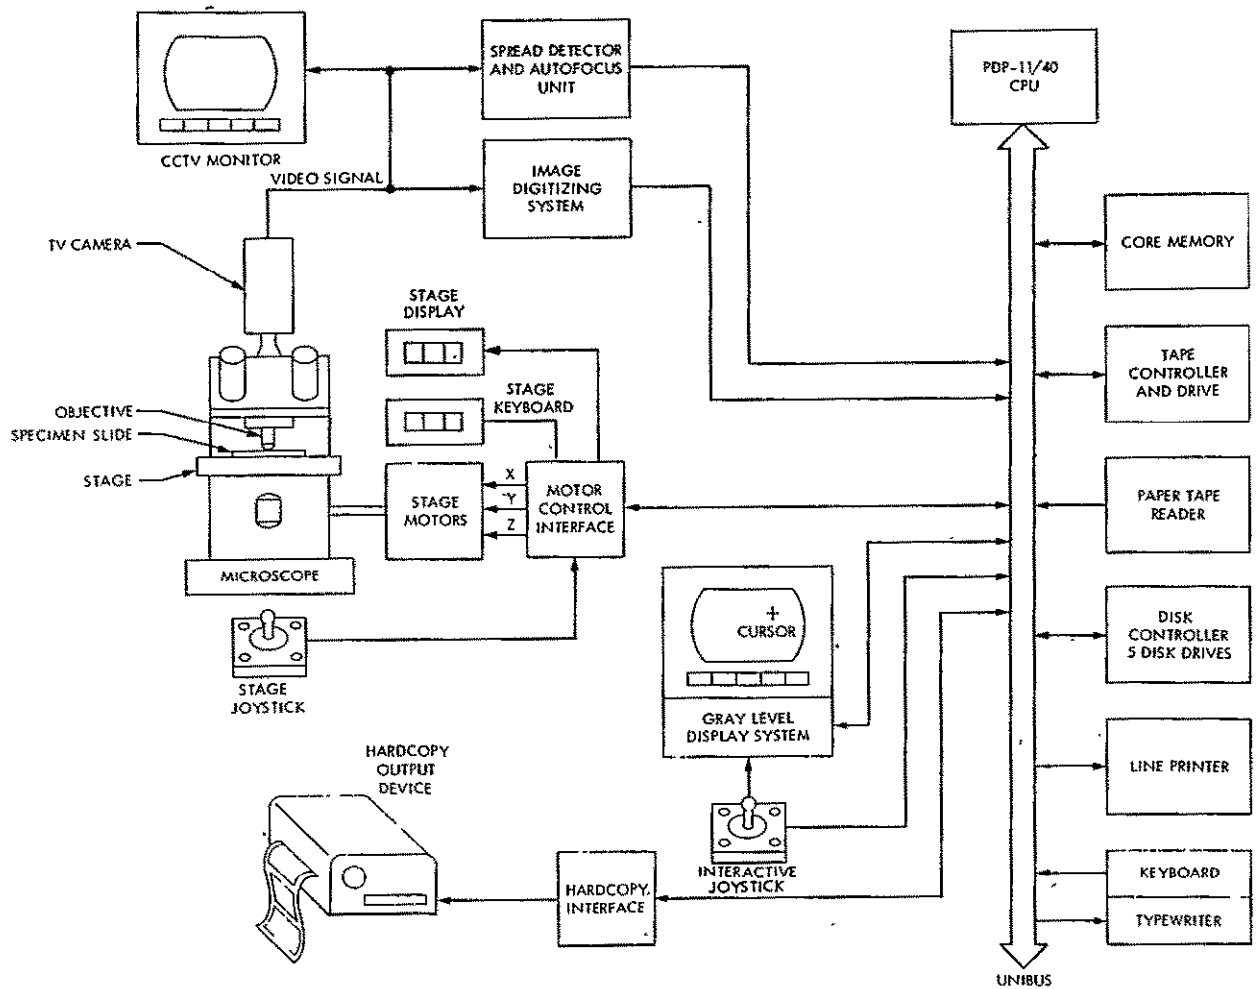 SPREAD DETECTOR
AND AUTOFOCUS
UNIT
PDP-11/40
CPU
CCTV MONITOR
VIDEO SIGNAL
IMAGE
DIGITIZING
SYSTEM
TV CAMERA
CORE MEMORY
STAGE
DISPLAY
TAPE
CONTROLLER
AND DRIVE
STAGE
KEYBOARD
OBJECTIVE
SPECIMEN SLIDE
STAGE
STAGE
MOTORS
X
Y
Z
MOTOR
CONTROL
INTERFACE
PAPER TAPE
READER
MICROSCOPE
STAGE
JOYSTICK
CURSOR
GRAY LEVEL
DISPLAY SYSTEM
DISK
CONTROLLER
5 DISK DRIVES
HARDCOPY
OUTPUT
DEVICE
LINE PRINTER
INTERACTIVE
JOYSTICK
HARDCOPY
INTERFACE
KEYBOARD
TYPEWRITER
UNIBUS